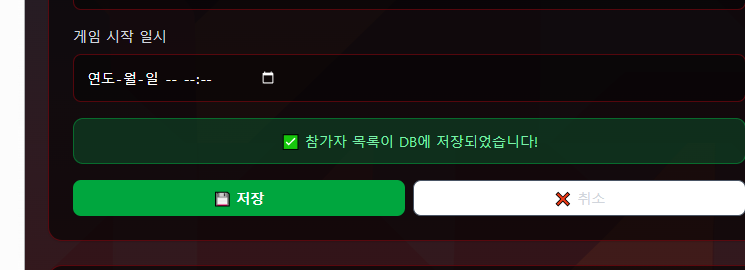 게임 시작 일시
연도-월-일 -- --:--
✅ 참가자 목록이 DB에 저장되었습니다!
💾 저장
❌ 취소